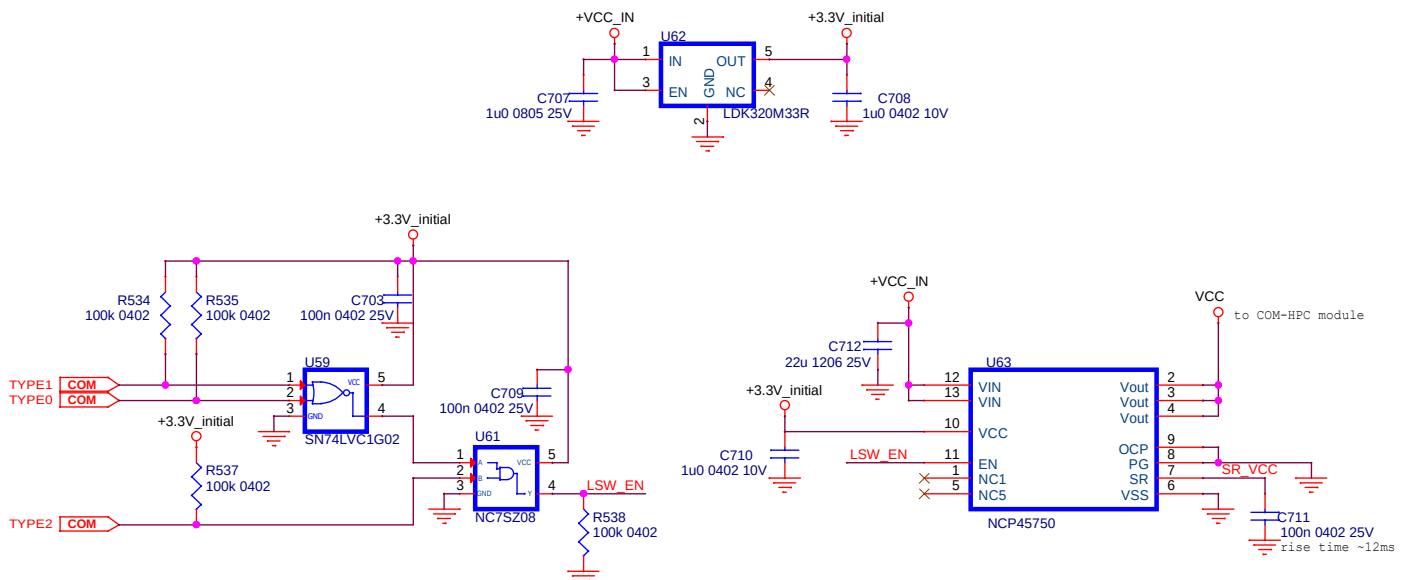 +VCC_IN
+3.3V_initial
U62
1
IN
OUT
5
3
EN
GND
NC
4
2
LDK320M33R
C707
1u0 0805 25V
C708
1u0 0402 10V
+3.3V_initial
R534
100k 0402
R535
100k 0402
C703
100n 0402 25V
TYPE1
COM
TYPE0
COM
U59
1
2
3
GND
VCC
5
4
SN74LVC1G02
C709
100n 0402 25V
+3.3V_initial
R537
100k 0402
TYPE2
COM
U61
1
A
2
B
3
GND
VCC
5
4
Y
NC7SZ08
LSW_EN
R538
100k 0402
+VCC_IN
C712
22u 1206 25V
+3.3V_initial
C710
1u0 0402 10V
LSW_EN
U63
12
VIN
13
VIN
10
VCC
11
EN
1
NC1
5
NC5
Vout
2
Vout
3
Vout
4
OCP
9
PG
8
SR
7
VSS
6
NCP45750
VCC
to COM-HPC module
SR_VCC
C711
100n 0402 25V
rise time ~12ms